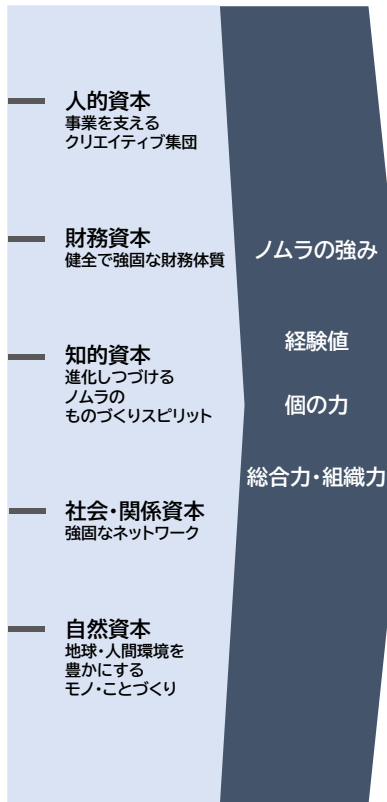 人的資本
事業を支える
クリエイティブ集団
財務資本
健全で強固な財務体質
知的資本
進化しつづける
ノムラの
ものづくりスピリット
社会・関係資本
強固なネットワーク
自然資本
地球・人間環境を
豊かにする
モノ・ことづくり
ノムラの強み
経験値
個の力
総合力・組織力